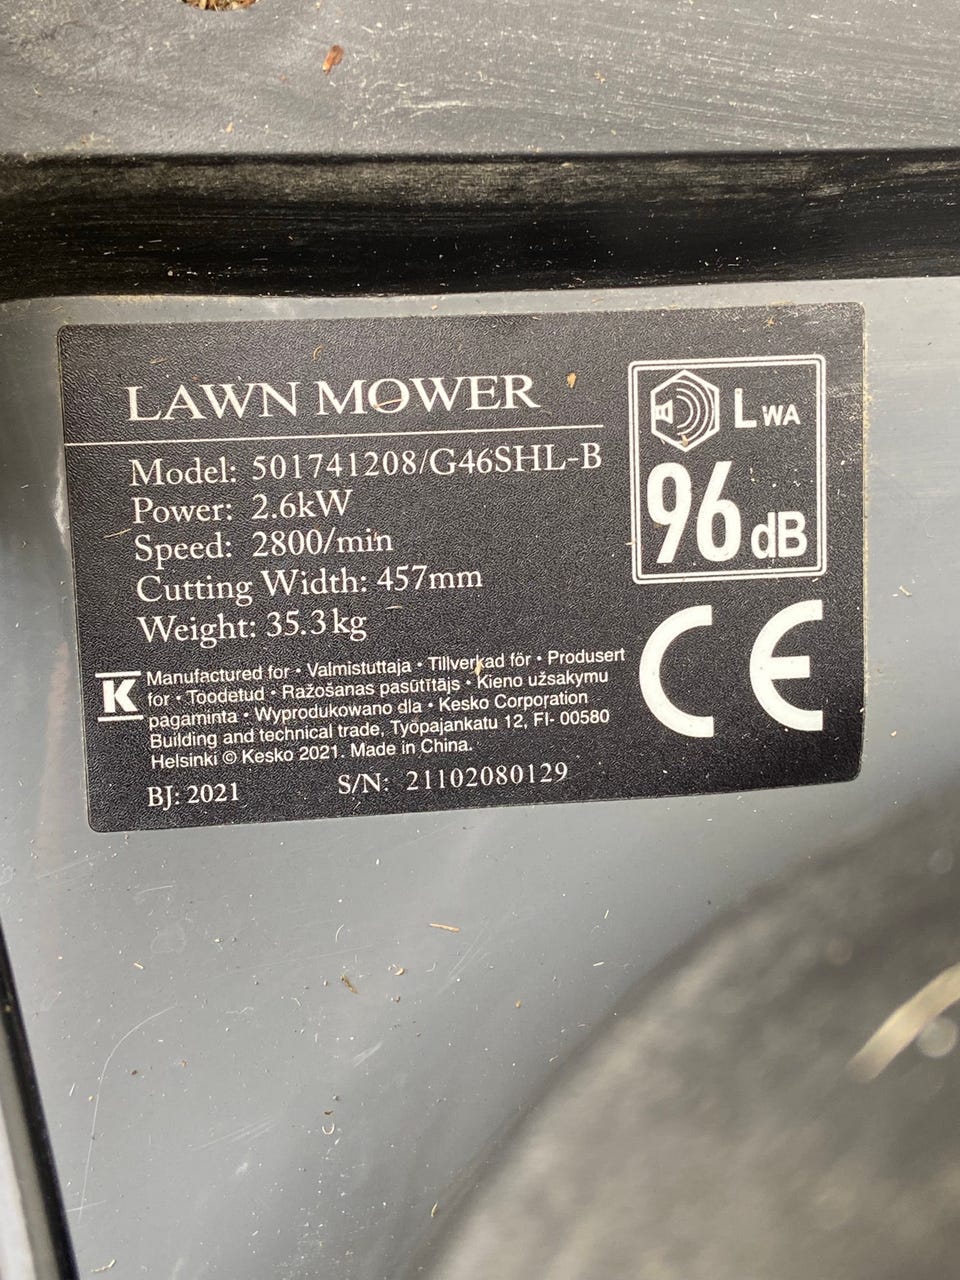 LAWN MOWER
Model: 501741208/G46SHL-B
Power: 2.6kW
Speed: 2800/min
Cutting Width: 457mm
Weight: 35.3kg
LWA
96 dB
K
Manufactured for • Valmistuttaja • Tillverkad för • Produsert
for • Toodetud • Ražošanas pasūtītājs • Kieno užsakymu
pagaminta • Wyprodukowano dla • Kesko Corporation
Building and technical trade, Työpajankatu 12, FI- 00580
Helsinki © Kesko 2021. Made in China.
CE
BJ: 2021 S/N: 21102080129